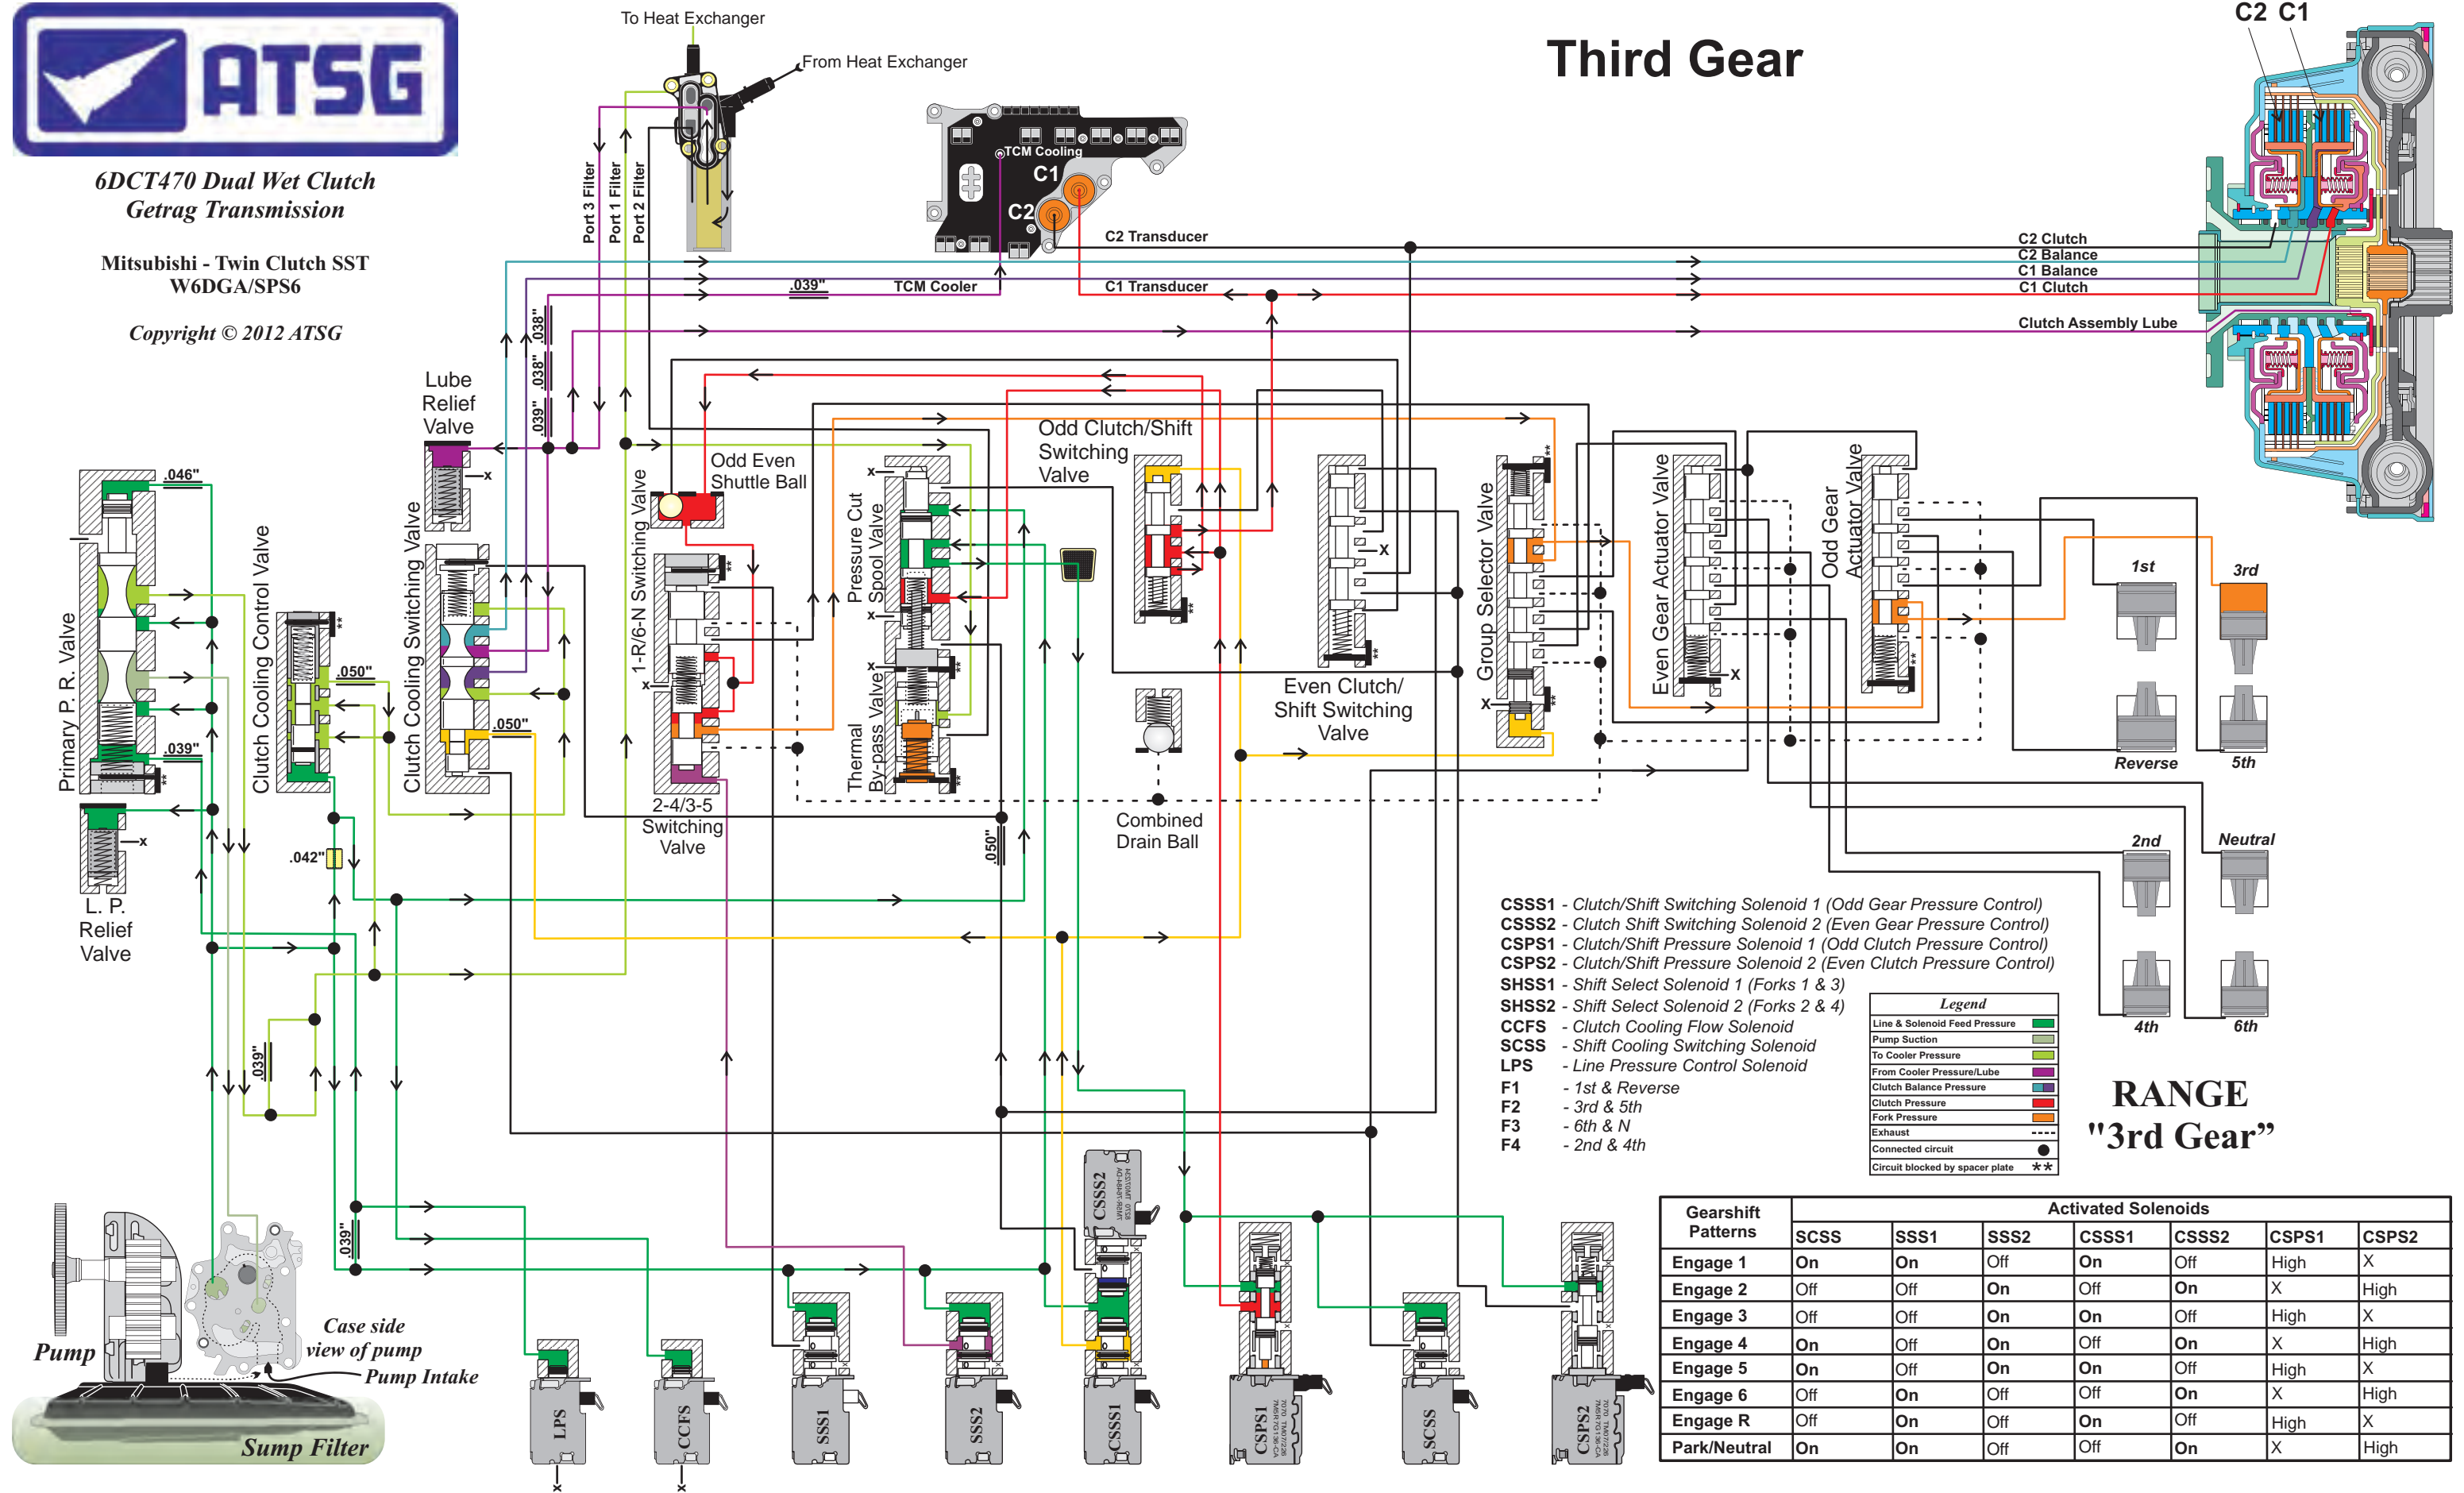 ATSG
6DCT470 Dual Wet Clutch
Getrag Transmission
Mitsubishi - Twin Clutch SST
W6DGA/SPS6
Copyright © 2012 ATSG
To Heat Exchanger
From Heat Exchanger
Port 3 Filter
Port 1 Filter
Port 2 Filter
TCM Cooling
C1
C2
Third Gear
C2 C1
C2 Transducer
C1 Transducer
TCM Cooler
.039"
C2 Clutch
C2 Balance
C1 Balance
C1 Clutch
Clutch Assembly Lube
.038"
.038"
.039"
Lube
Relief
Valve
x
Primary P. R. Valve
.046"
.039"
**
L. P.
Relief
Valve
x
Clutch Cooling Control Valve
**
.050"
.042"
Clutch Cooling Switching Valve
.050"
1-R/6-N Switching Valve
Odd Even
Shuttle Ball
**
x
2-4/3-5
Switching
Valve
Pressure Cut
Spool Valve
x
x
x
**
Thermal
By-pass Valve
**
.050"
Odd Clutch/Shift
Switching
Valve
**
Combined
Drain Ball
x
**
Even Clutch/
Shift Switching
Valve
Group Selector Valve
**
x
**
Even Gear Actuator Valve
x
Odd Gear
Actuator Valve
**
1st
3rd
Reverse
5th
2nd
Neutral
4th
6th
CSSS1 - Clutch/Shift Switching Solenoid 1 (Odd Gear Pressure Control)
CSSS2 - Clutch Shift Switching Solenoid 2 (Even Gear Pressure Control)
CSPS1 - Clutch/Shift Pressure Solenoid 1 (Odd Clutch Pressure Control)
CSPS2 - Clutch/Shift Pressure Solenoid 2 (Even Clutch Pressure Control)
SHSS1 - Shift Select Solenoid 1 (Forks 1 & 3)
SHSS2 - Shift Select Solenoid 2 (Forks 2 & 4)
CCFS - Clutch Cooling Flow Solenoid
SCSS - Shift Cooling Switching Solenoid
LPS - Line Pressure Control Solenoid
F1 - 1st & Reverse
F2 - 3rd & 5th
F3 - 6th & N
F4 - 2nd & 4th
Legend
Line & Solenoid Feed Pressure
Pump Suction
To Cooler Pressure
From Cooler Pressure/Lube
Clutch Balance Pressure
Clutch Pressure
Fork Pressure
Exhaust
Connected circuit
Circuit blocked by spacer plate **
RANGE
"3rd Gear”
.039"
.039"
Pump
Case side
view of pump
Pump Intake
Sump Filter
LPS
x
CCFS
x
SSS1
SSS2
CSSS2
CSSS1
CSPS1
SCSS
CSPS2
Gearshift Patterns Activated Solenoids
SCSS SSS1 SSS2 CSSS1 CSSS2 CSPS1 CSPS2
Engage 1 On On Off On Off High X
Engage 2 Off Off On Off On X High
Engage 3 Off Off On On Off High X
Engage 4 On Off On Off On X High
Engage 5 On Off On On Off High X
Engage 6 Off On Off Off On X High
Engage R Off On Off On Off High X
Park/Neutral On On Off Off On X High